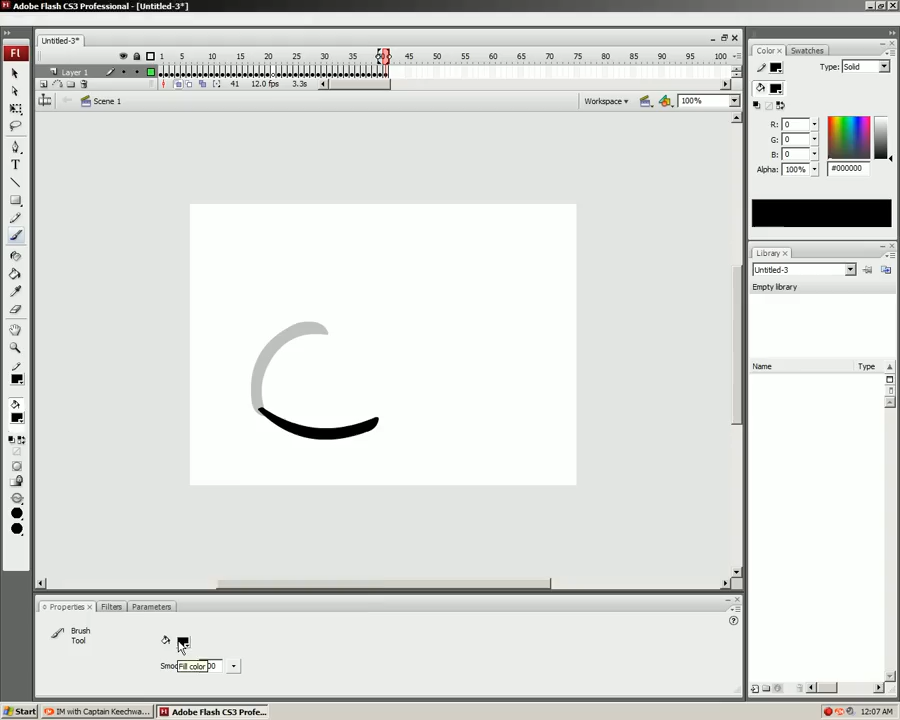 Adobe Flash CS3 Professional - [Untitled-3*]
Untitled-3*
Fl
1 5 10 15 20 25 30 35 40 45 50 55 60 65 70 75 80 85 90 95 100
Layer 1
41 12.0 fps 3.3s
Scene 1
Workspace
100%
T
Color × Swatches
Type: Solid
R: 0
G: 0
B: 0
Alpha: 100%
#000000
Library ×
Untitled-3
Empty library
Name Type
Properties × Filters Parameters
Brush
Tool
Fill color
Start
IM with Captain Keechwa...
Adobe Flash CS3 Profe...
12:07 AM